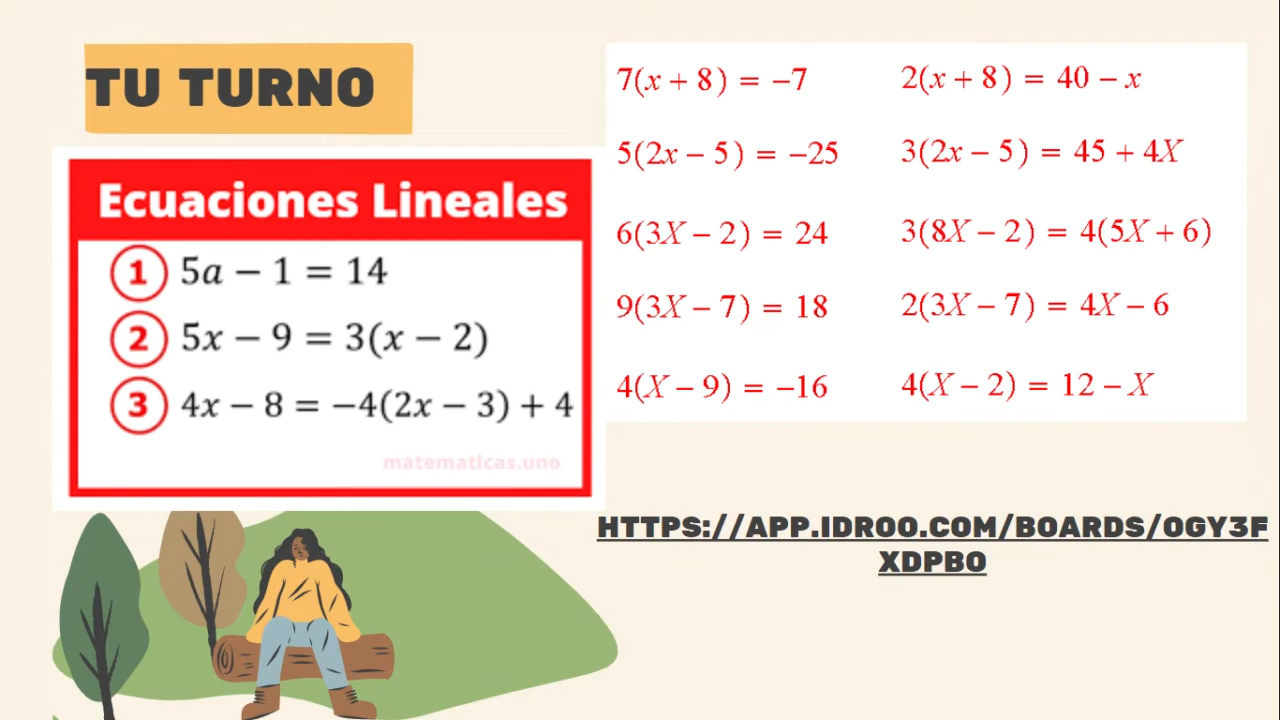 TU TURNO
Ecuaciones Lineales
1 5a − 1 = 14
2 5x − 9 = 3(x − 2)
3 4x − 8 = −4(2x − 3) + 4
matematicas.uno
7(x + 8) = −7
5(2x − 5) = −25
6(3X − 2) = 24
9(3X − 7) = 18
4(X − 9) = −16
2(x + 8) = 40 − x
3(2x − 5) = 45 + 4X
3(8X − 2) = 4(5X + 6)
2(3X − 7) = 4X − 6
4(X − 2) = 12 − X
HTTPS://APP.IDROO.COM/BOARDS/0GY3F
XDPBO